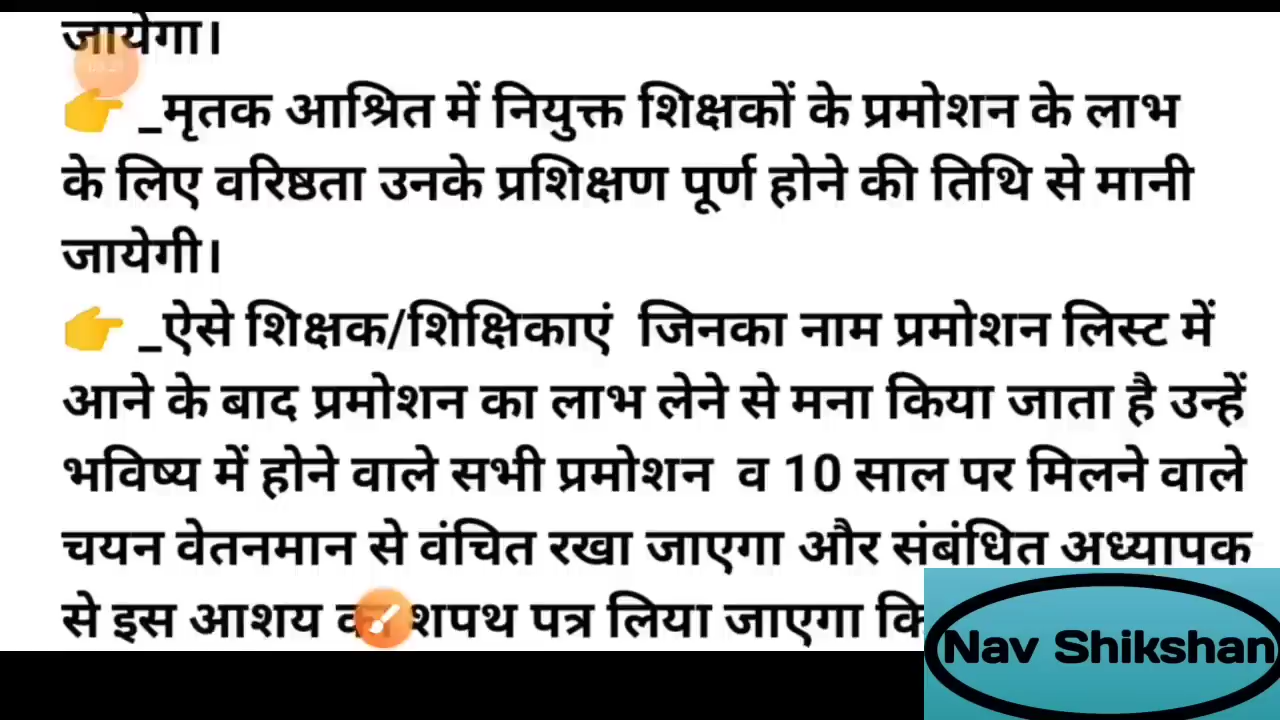 जायेगा।
👉 _मृतक आश्रित में नियुक्त शिक्षकों के प्रमोशन के लाभ
के लिए वरिष्ठता उनके प्रशिक्षण पूर्ण होने की तिथि से मानी
जायेगी।
👉 _ऐसे शिक्षक/शिक्षिकाएं जिनका नाम प्रमोशन लिस्ट में
आने के बाद प्रमोशन का लाभ लेने से मना किया जाता है उन्हें
भविष्य में होने वाले सभी प्रमोशन व 10 साल पर मिलने वाले
चयन वेतनमान से वंचित रखा जाएगा और संबंधित अध्यापक
से इस आशय का शपथ पत्र लिया जाएगा कि
Nav Shikshan